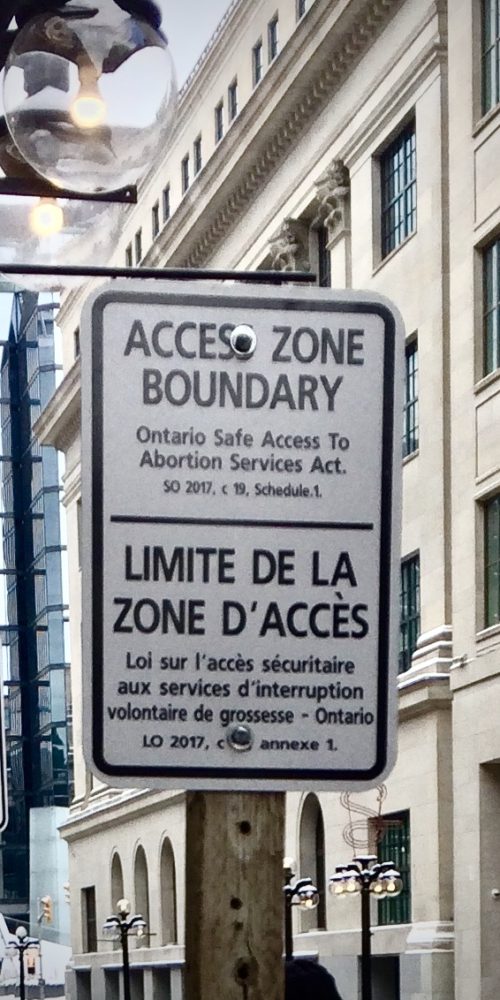 ACCESS ZONE
BOUNDARY
Ontario Safe Access To
Abortion Services Act.
SO 2017, c 19, Schedule.1.
LIMITE DE LA
ZONE D'ACCÈS
Loi sur l'accès sécuritaire
aux services d'interruption
volontaire de grossesse - Ontario
LO 2017, c annexe 1.